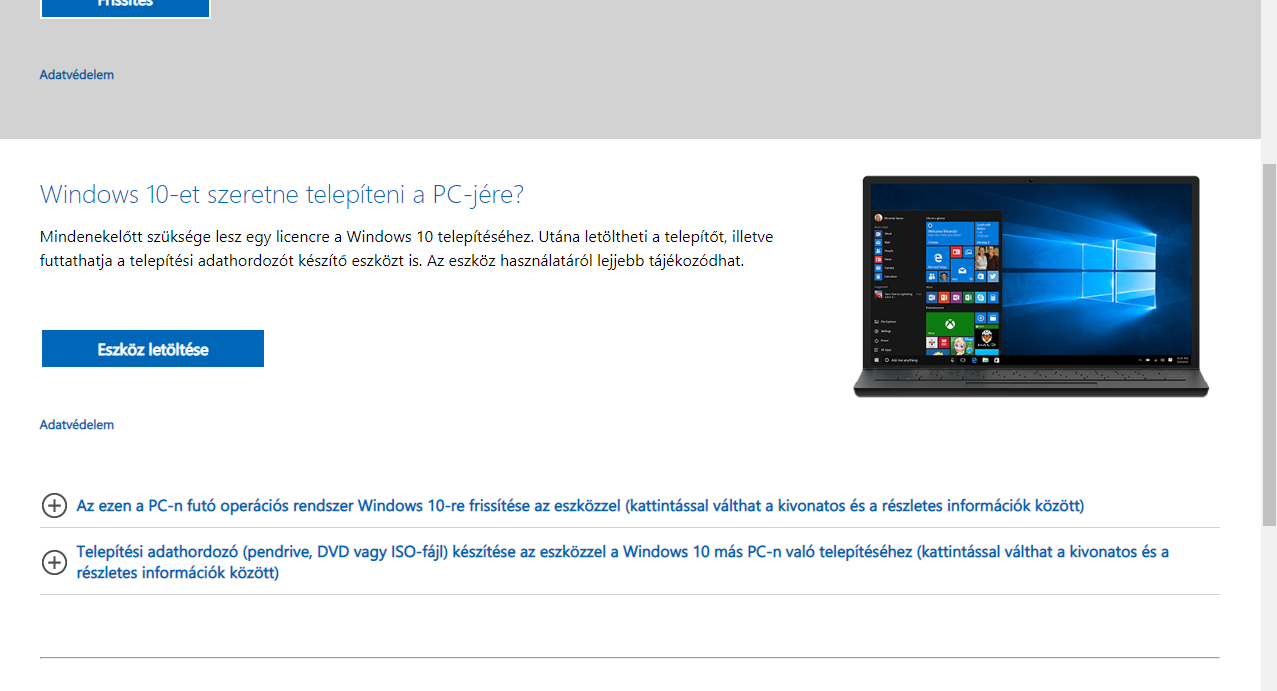 Frissítés
Adatvédelem
Windows 10-et szeretne telepíteni a PC-jére?
Mindenekelőtt szüksége lesz egy licencre a Windows 10 telepítéséhez. Utána letöltheti a telepítőt, illetve
futtathatja a telepítési adathordozót készítő eszközt is. Az eszköz használatáról lejjebb tájékozódhat.
Eszköz letöltése
Adatvédelem
Az ezen a PC-n futó operációs rendszer Windows 10-re frissítése az eszközzel (kattintással válthat a kivonatos és a részletes információk között)
Telepítési adathordozó (pendrive, DVD vagy ISO-fájl) készítése az eszközzel a Windows 10 más PC-n való telepítéséhez (kattintással válthat a kivonatos és a
részletes információk között)